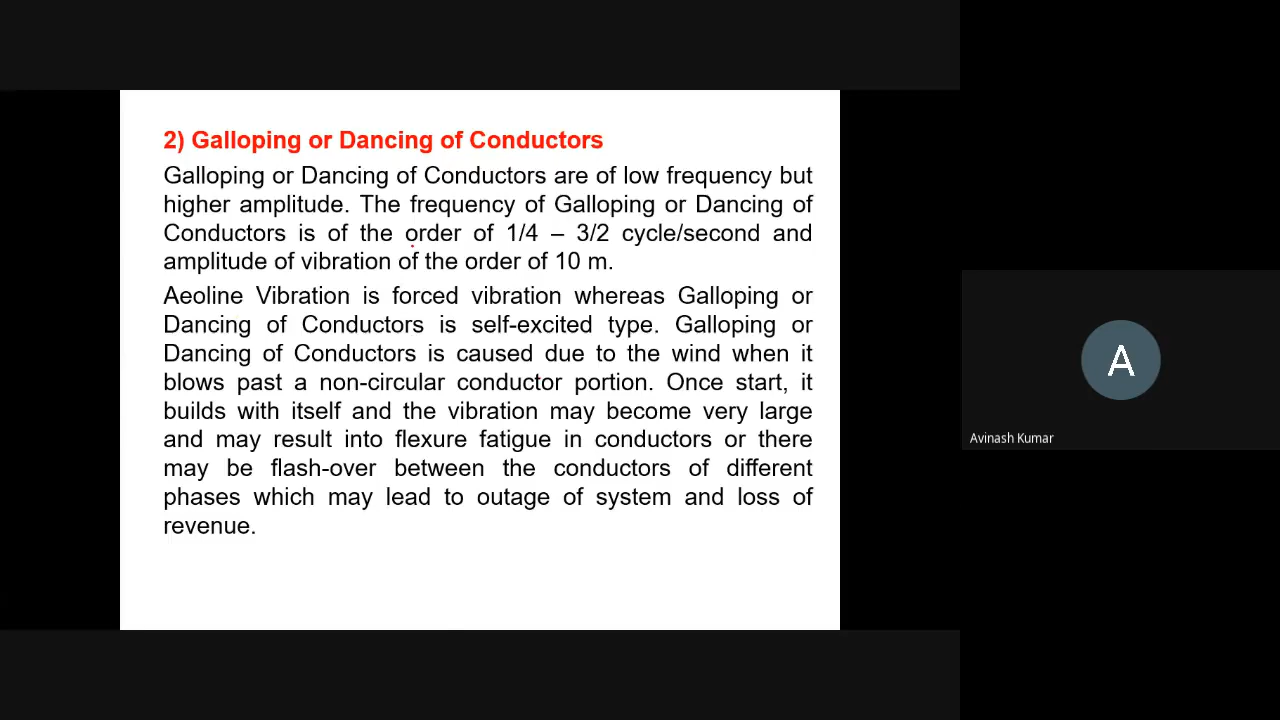 2) Galloping or Dancing of Conductors
Galloping or Dancing of Conductors are of low frequency but
higher amplitude. The frequency of Galloping or Dancing of
Conductors is of the order of 1/4 – 3/2 cycle/second and
amplitude of vibration of the order of 10 m.
Aeoline Vibration is forced vibration whereas Galloping or
Dancing of Conductors is self-excited type. Galloping or
Dancing of Conductors is caused due to the wind when it
blows past a non-circular conductor portion. Once start, it
builds with itself and the vibration may become very large
and may result into flexure fatigue in conductors or there
may be flash-over between the conductors of different
phases which may lead to outage of system and loss of
revenue.
A
Avinash Kumar